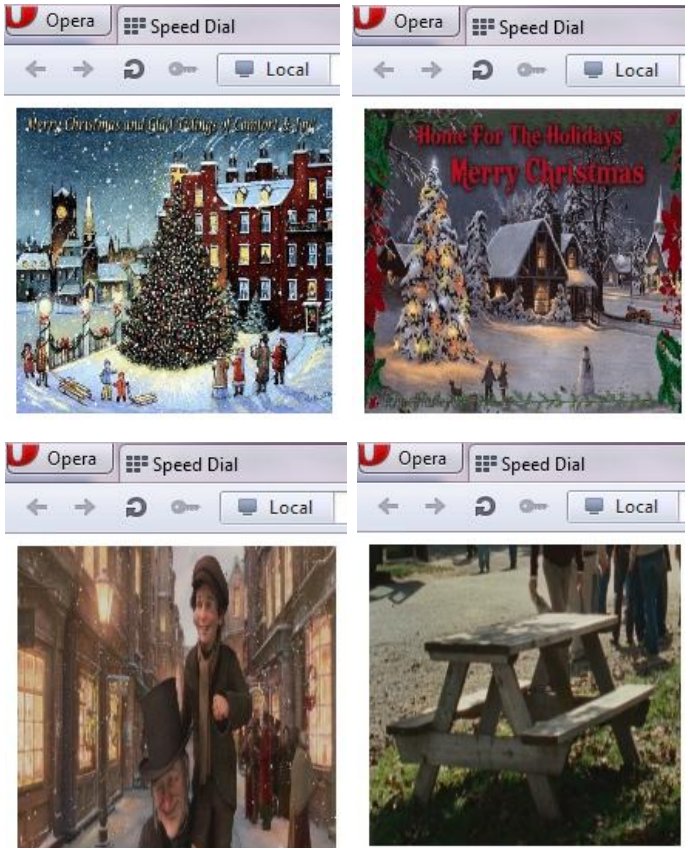 Opera
Speed Dial
Local
Merry Christmas and Glad Tidings of Comfort & Joy!
Opera
Speed Dial
Local
Home For The Holidays
Merry Christmas
Opera
Speed Dial
Local
Opera
Speed Dial
Local